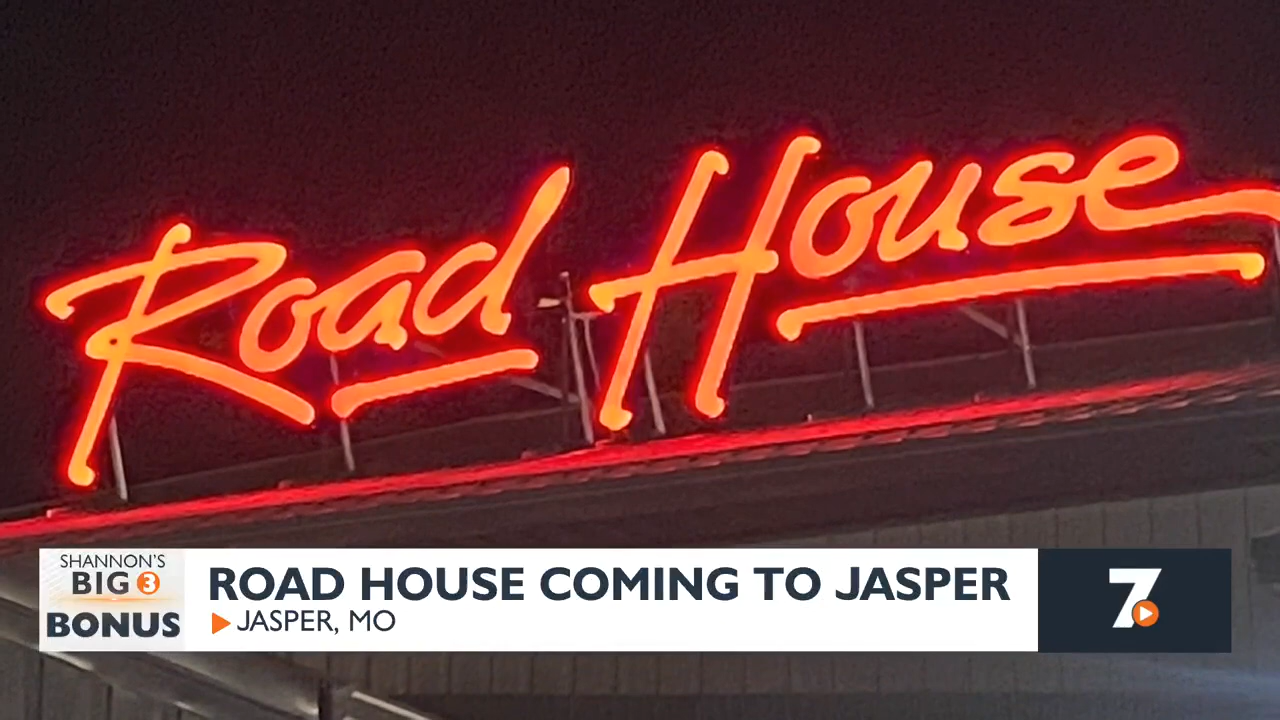 Road House
SHANNON'S
BIG 3
BONUS
ROAD HOUSE COMING TO JASPER
JASPER, MO
7